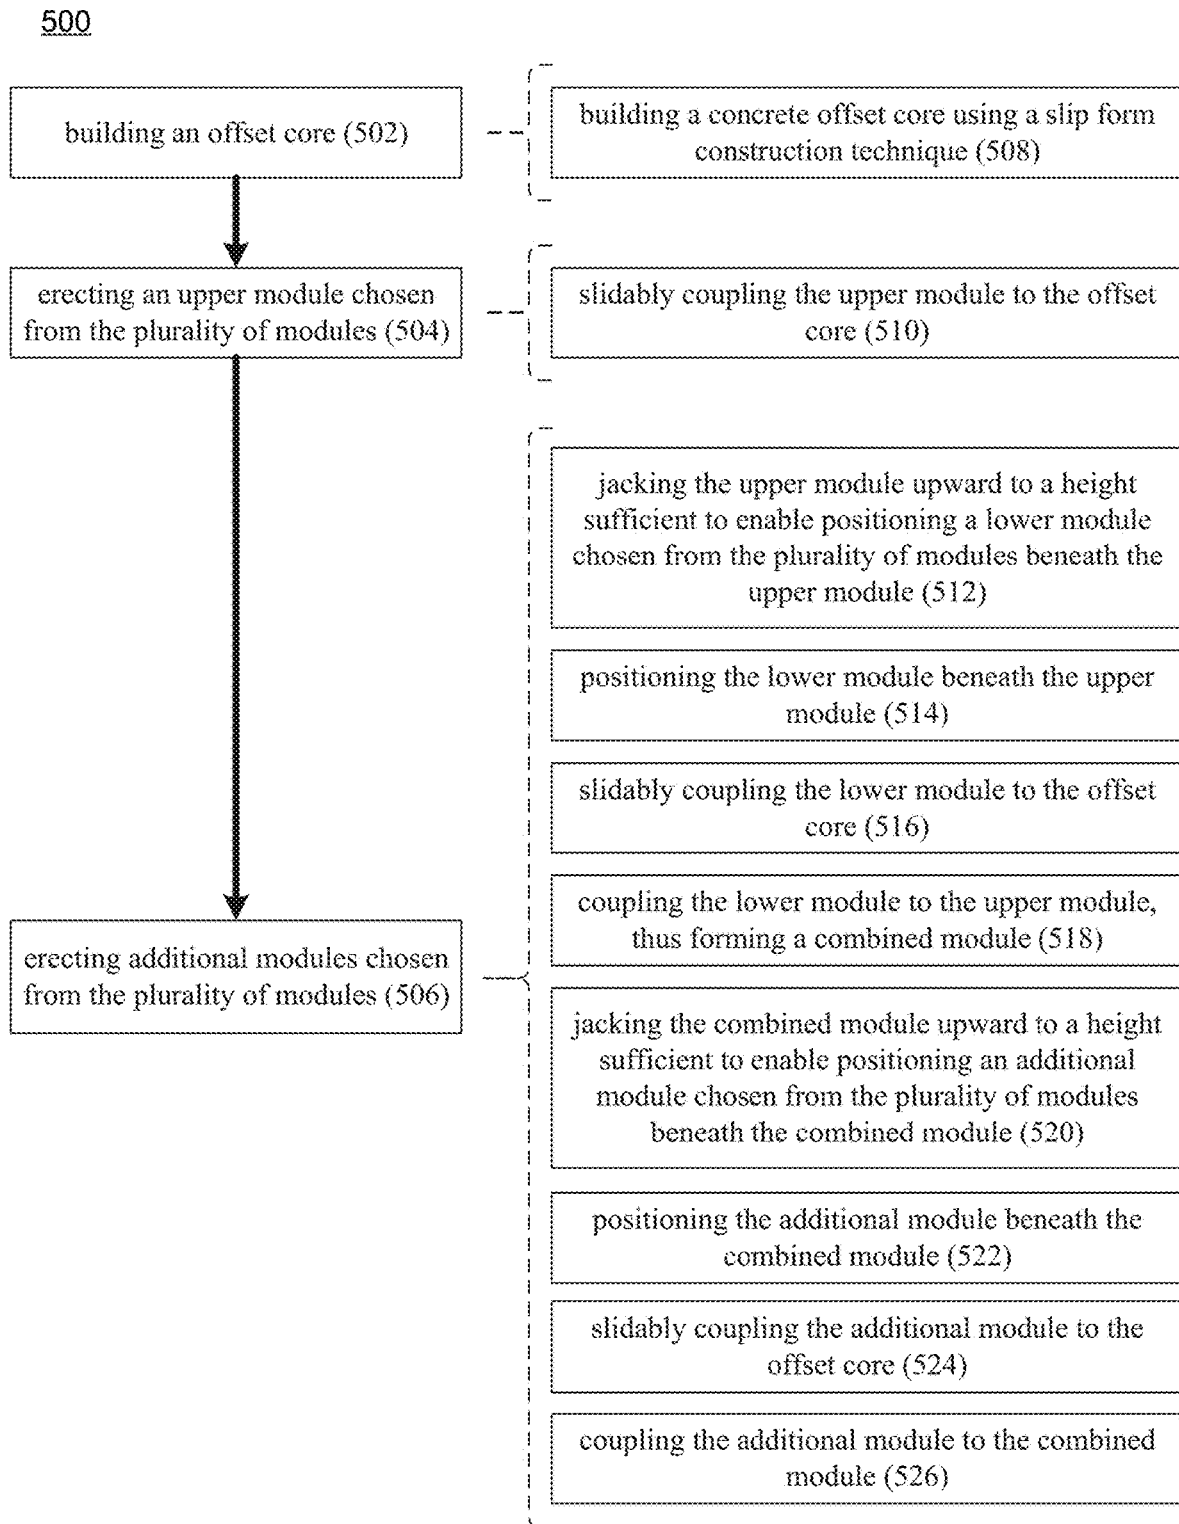 500
building an offset core (502)
building a concrete offset core using a slip form
construction technique (508)
erecting an upper module chosen
from the plurality of modules (504)
slidably coupling the upper module to the offset
core (510)
erecting additional modules chosen
from the plurality of modules (506)
jacking the upper module upward to a height
sufficient to enable positioning a lower module
chosen from the plurality of modules beneath the
upper module (512)
positioning the lower module beneath the upper
module (514)
slidably coupling the lower module to the offset
core (516)
coupling the lower module to the upper module,
thus forming a combined module (518)
jacking the combined module upward to a height
sufficient to enable positioning an additional
module chosen from the plurality of modules
beneath the combined module (520)
positioning the additional module beneath the
combined module (522)
slidably coupling the additional module to the
offset core (524)
coupling the additional module to the combined
module (526)